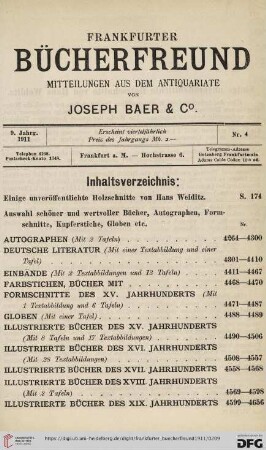 FRANKFURTER
BÜCHERFREUND
MITTEILUNGEN AUS DEM ANTIQUARIATE
VON
JOSEPH BAER & Co.
9. Jahrg. 1911
Erscheint vierteljährlich
Preis des Jahrgangs Mk. 2.—
Nr. 4
Frankfurt a. M. — Hochstrasse 6.
Inhaltsverzeichnis:
Einige unveröffentlichte Holzschnitte von Hans Weiditz. S. 174
Auswahl schöner und wertvoller Bücher, Autographen, Form-
schnitte, Kupferstiche, Globen etc. Nr.
AUTOGRAPHEN (Mit 3 Tafeln) 4264—4300
DEUTSCHE LITERATUR (Mit einer Textabbildung und einer
Tafel) 4301—4410
EINBÄNDE (Mit 2 Textabbildungen und 13 Tafeln) 4411—4467
FARBSTICHEN, BÜCHER MIT 4468—4470
FORMSCHNITTE DES XV. JAHRHUNDERTS (Mit
1 Textabbildung und 6 Tafeln) 4471—4487
GLOBEN (Mit einer Tafel) 4488—4489
ILLUSTRIERTE BÜCHER DES XV. JAHRHUNDERTS
(Mit 8 Tafeln und 17 Textabbildungen) 4490—4506
ILLUSTRIERTE BÜCHER DES XVI. JAHRHUNDERTS
(Mit 28 Textabbildungen) 4508—4557
ILLUSTRIERTE BÜCHER DES XVII. JAHRHUNDERTS 4558—4568
ILLUSTRIERTE BÜCHER DES XVIII. JAHRHUNDERTS
(Mit 3 Tafeln) 4569—4598
ILLUSTRIERTE BÜCHER DES XIX. JAHRHUNDERTS 4599—4656
DFG